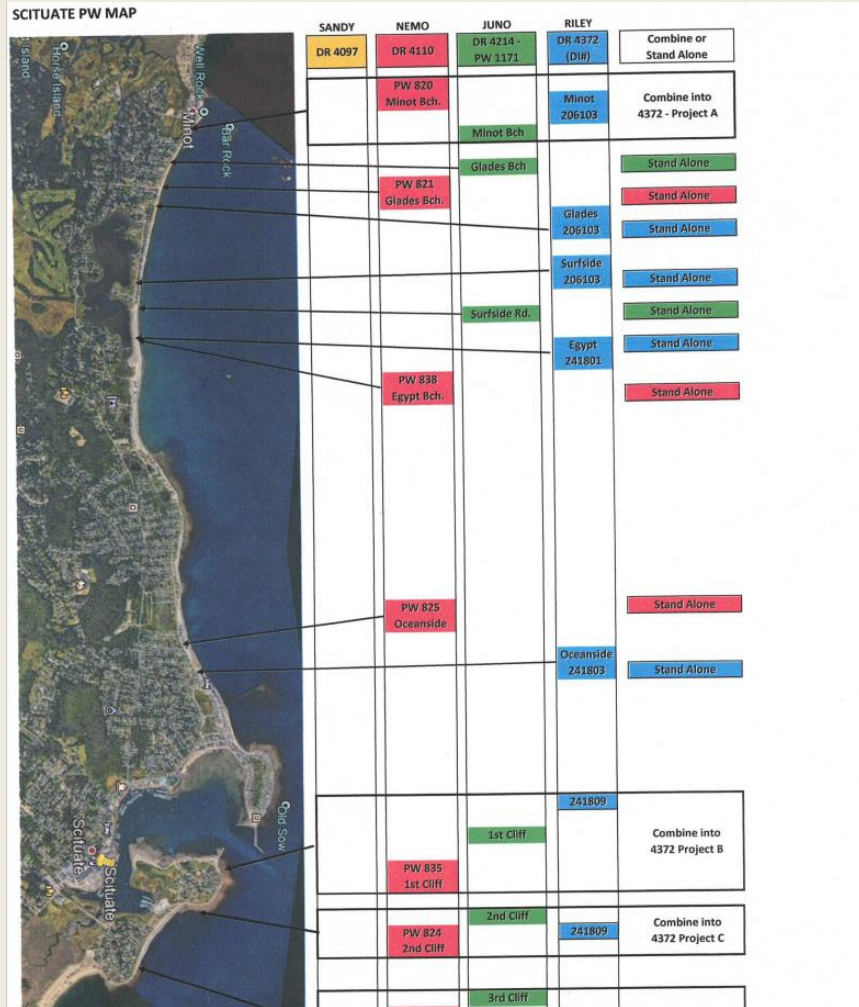 SCITUATE PW MAP
SANDY
NEMO
JUNO
RILEY
DR 4097
DR 4110
DR 4214 -
PW 1171
DR 4372
(DI#)
Combine or
Stand Alone
Island
Horse Island
Well Rock
Minot
Bar Rock
PW 820
Minot Bch.
Minot
206103
Combine into
4372 - Project A
Minot Bch
Glades Bch
Stand Alone
PW 821
Glades Bch.
Stand Alone
Glades
206103
Stand Alone
Surfside
206103
Stand Alone
Surfside Rd.
Stand Alone
Egypt
241801
Stand Alone
PW 838
Egypt Bch.
Stand Alone
PW 825
Oceanside
Stand Alone
Oceanside
241803
Stand Alone
Old Sow
Scituate
Scituate
241809
1st Cliff
Combine into
4372 Project B
PW 835
1st Cliff
2nd Cliff
PW 824
2nd Cliff
241809
Combine into
4372 Project C
3rd Cliff